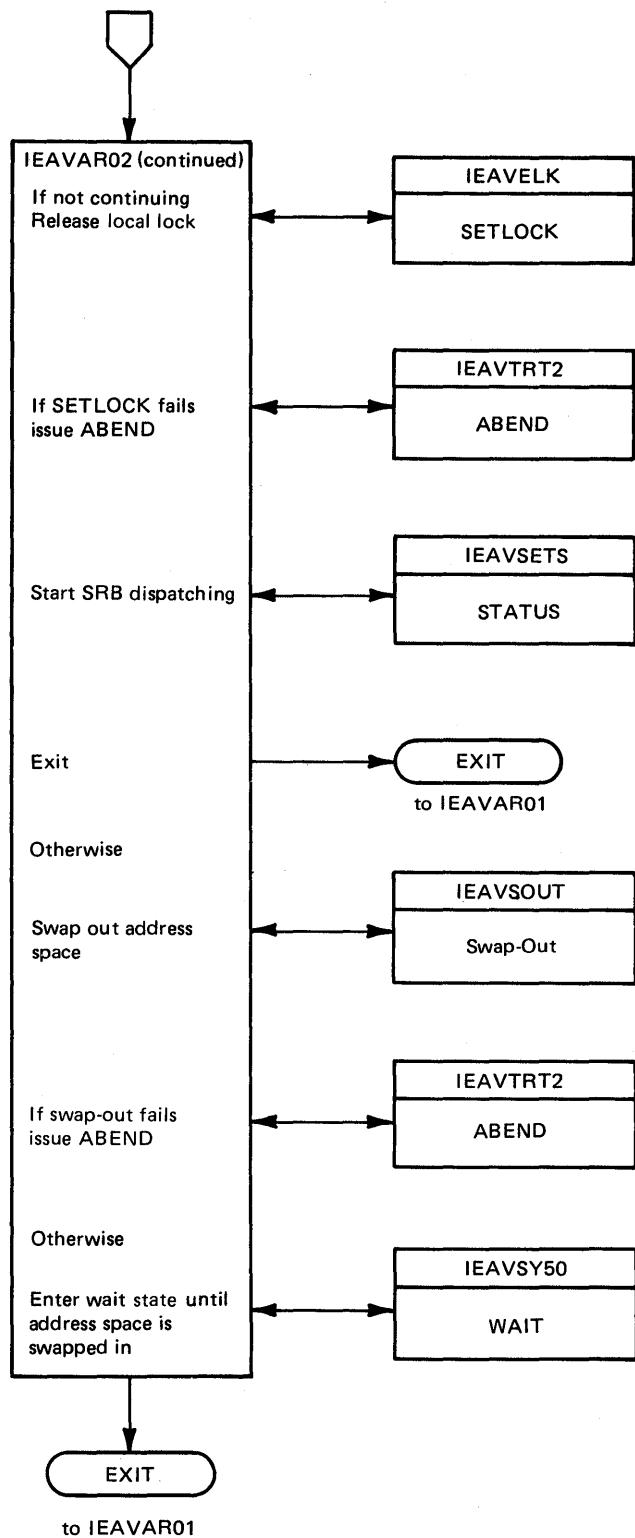 IEAVAR02 (continued)
If not continuing
Release local lock
IEAVELK
SETLOCK
If SETLOCK fails
issue ABEND
IEAVTRT2
ABEND
Start SRB dispatching
IEAVSETS
STATUS
Exit
EXIT
to IEAVAR01
Otherwise
Swap out address
space
IEAVSOUT
Swap-Out
If swap-out fails
issue ABEND
IEAVTRT2
ABEND
Otherwise
Enter wait state until
address space is
swapped in
IEAVSY50
WAIT
EXIT
to IEAVAR01